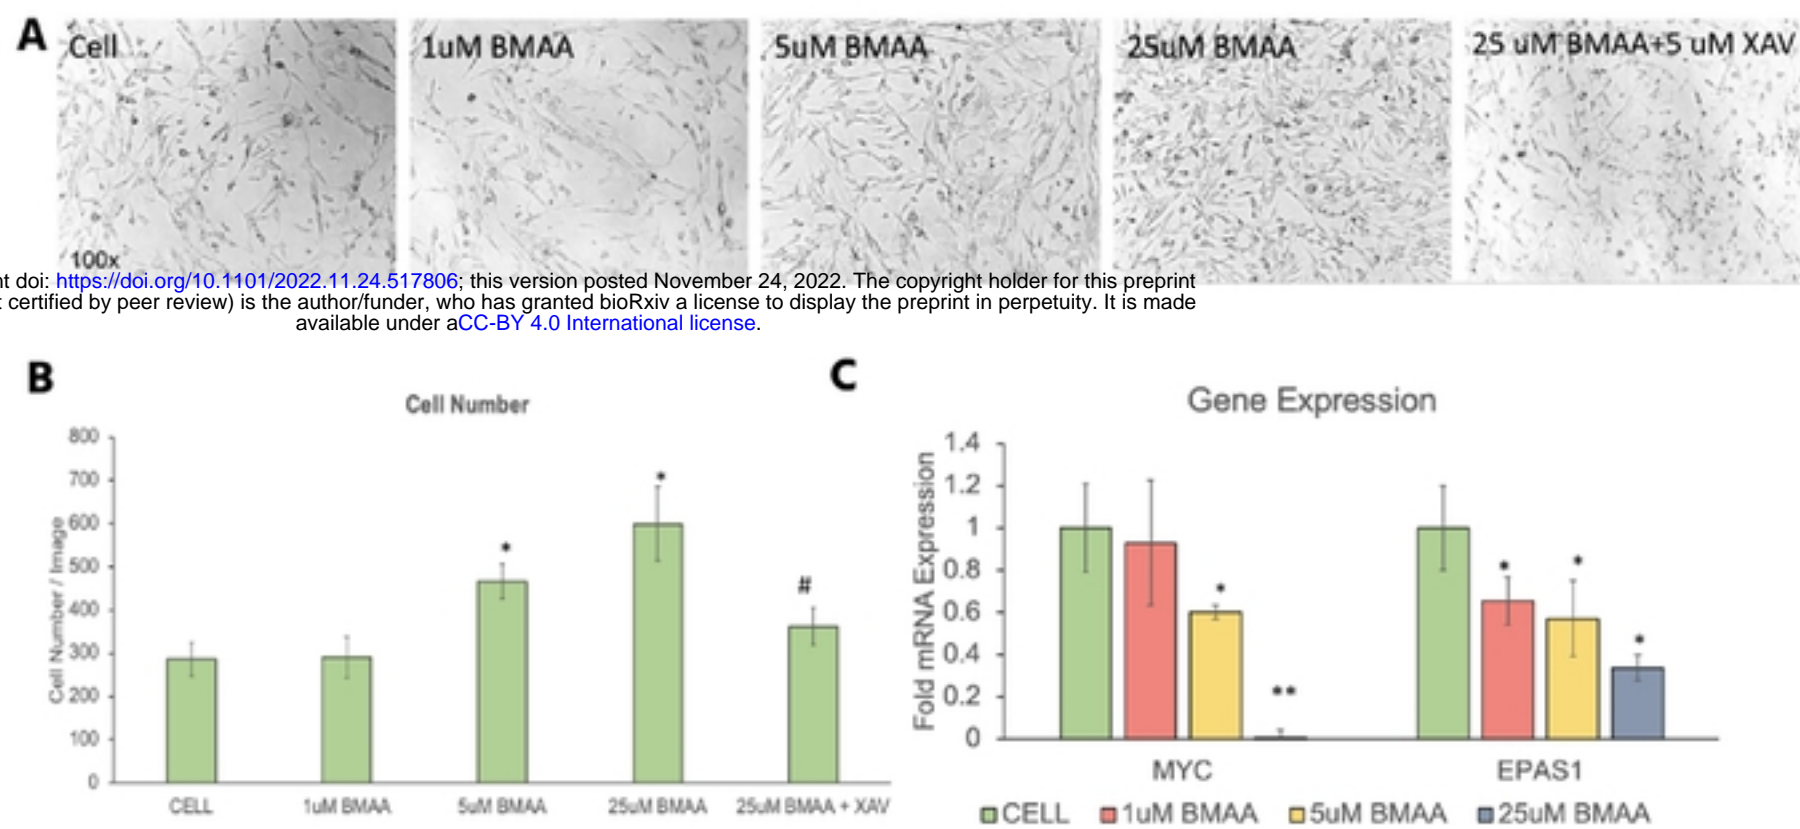 A
Cell
1uM BMAA
5uM BMAA
25uM BMAA
25 uM BMAA+5 uM XAV
100x
nt doi: https://doi.org/10.1101/2022.11.24.517806; this version posted November 24, 2022. The copyright holder for this preprint
t certified by peer review) is the author/funder, who has granted bioRxiv a license to display the preprint in perpetuity. It is made
available under aCC-BY 4.0 International license.
B
Cell Number
Cell Number / Image
800
700
600
500
400
300
200
100
0
*
*
#
CELL
1uM BMAA
5uM BMAA
25uM BMAA
25uM BMAA + XAV
C
Gene Expression
Fold mRNA Expression
1.4
1.2
1
0.8
0.6
0.4
0.2
0
*
**
*
*
*
MYC
EPAS1
CELL
1uM BMAA
5uM BMAA
25uM BMAA